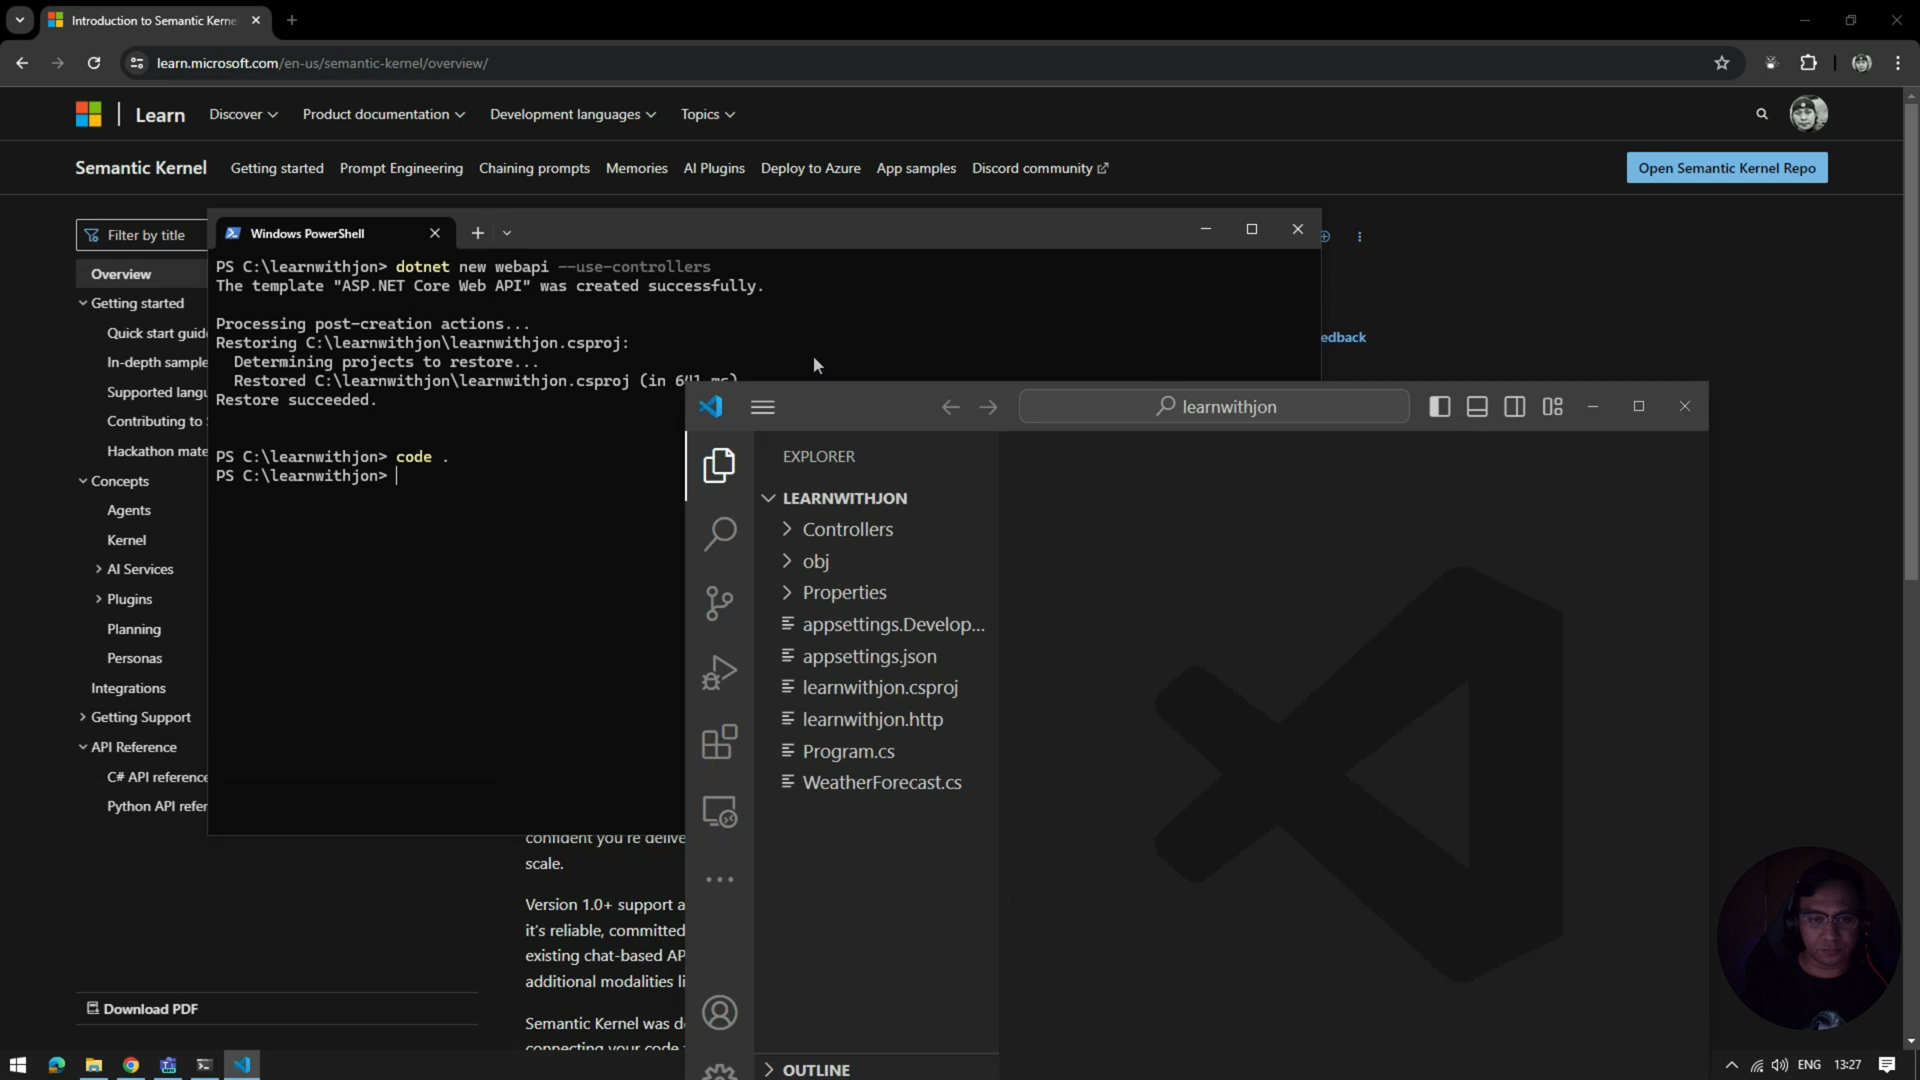 Introduction to Semantic Kerne
learn.microsoft.com/en-us/semantic-kernel/overview/
Learn
Discover
Product documentation
Development languages
Topics
Semantic Kernel
Getting started
Prompt Engineering
Chaining prompts
Memories
AI Plugins
Deploy to Azure
App samples
Discord community
Open Semantic Kernel Repo
Filter by title
Overview
Getting started
Quick start guid
In-depth sample
Supported langu
Contributing to
Hackathon mate
Concepts
Agents
Kernel
AI Services
Plugins
Planning
Personas
Integrations
Getting Support
API Reference
C# API reference
Python API refer
Download PDF
Windows PowerShell
PS C:\learnwithjon> dotnet new webapi --use-controllers
The template "ASP.NET Core Web API" was created successfully.
Processing post-creation actions...
Restoring C:\learnwithjon\learnwithjon.csproj:
Determining projects to restore...
Restored C:\learnwithjon\learnwithjon.csproj (in 641 ms).
Restore succeeded.
PS C:\learnwithjon> code .
PS C:\learnwithjon>
edback
learnwithjon
EXPLORER
LEARNWITHJON
Controllers
obj
Properties
appsettings.Develop...
appsettings.json
learnwithjon.csproj
learnwithjon.http
Program.cs
WeatherForecast.cs
OUTLINE
confident you're delive
scale.
Version 1.0+ support a
it's reliable, committed
existing chat-based AP
additional modalities li
Semantic Kernel was d
connecting your code
ENG
13:27